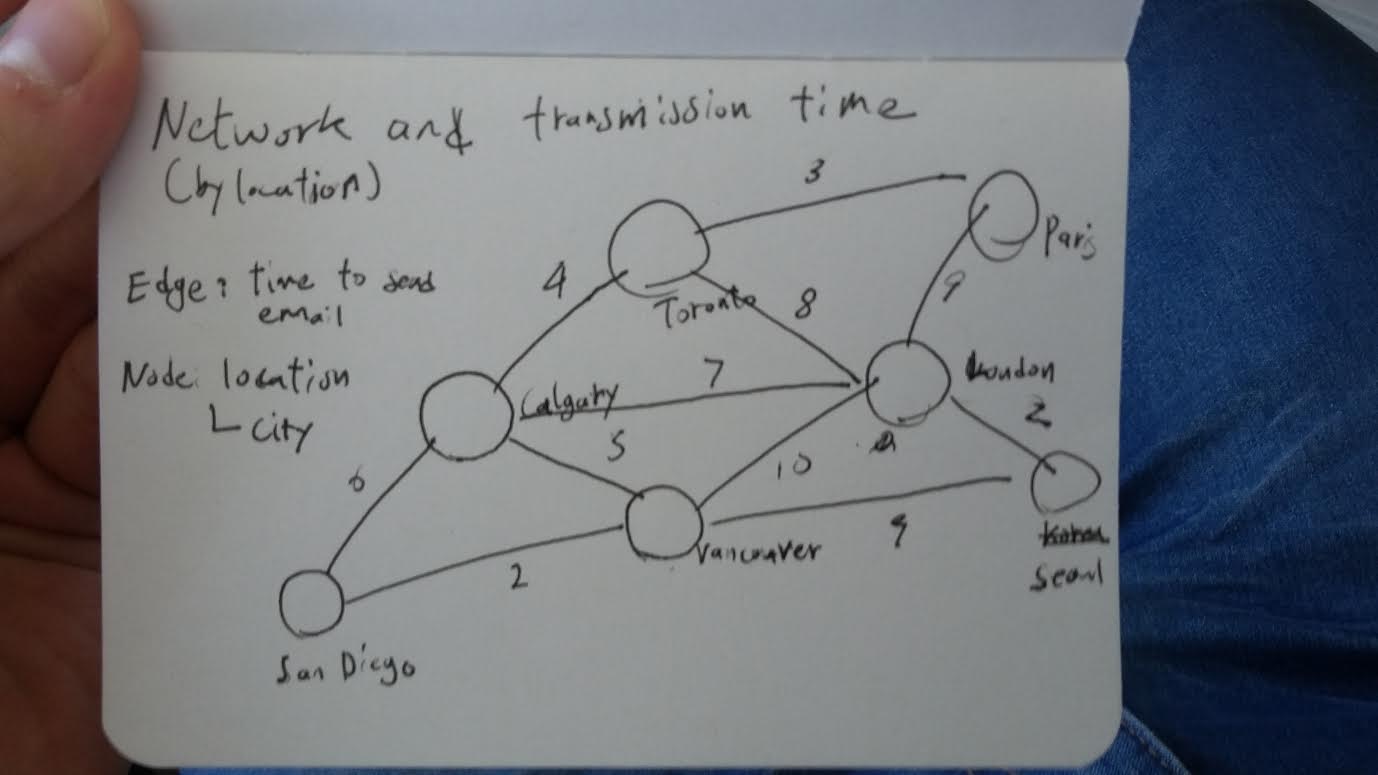 Network and transmission time
(by location)
3
Paris
Edge: time to send
email
4
Toronto
8
9
Node: location
└ City
Calgary
7
London
2
5
10
6
9
Vancouver
2
Seoul
San Diego